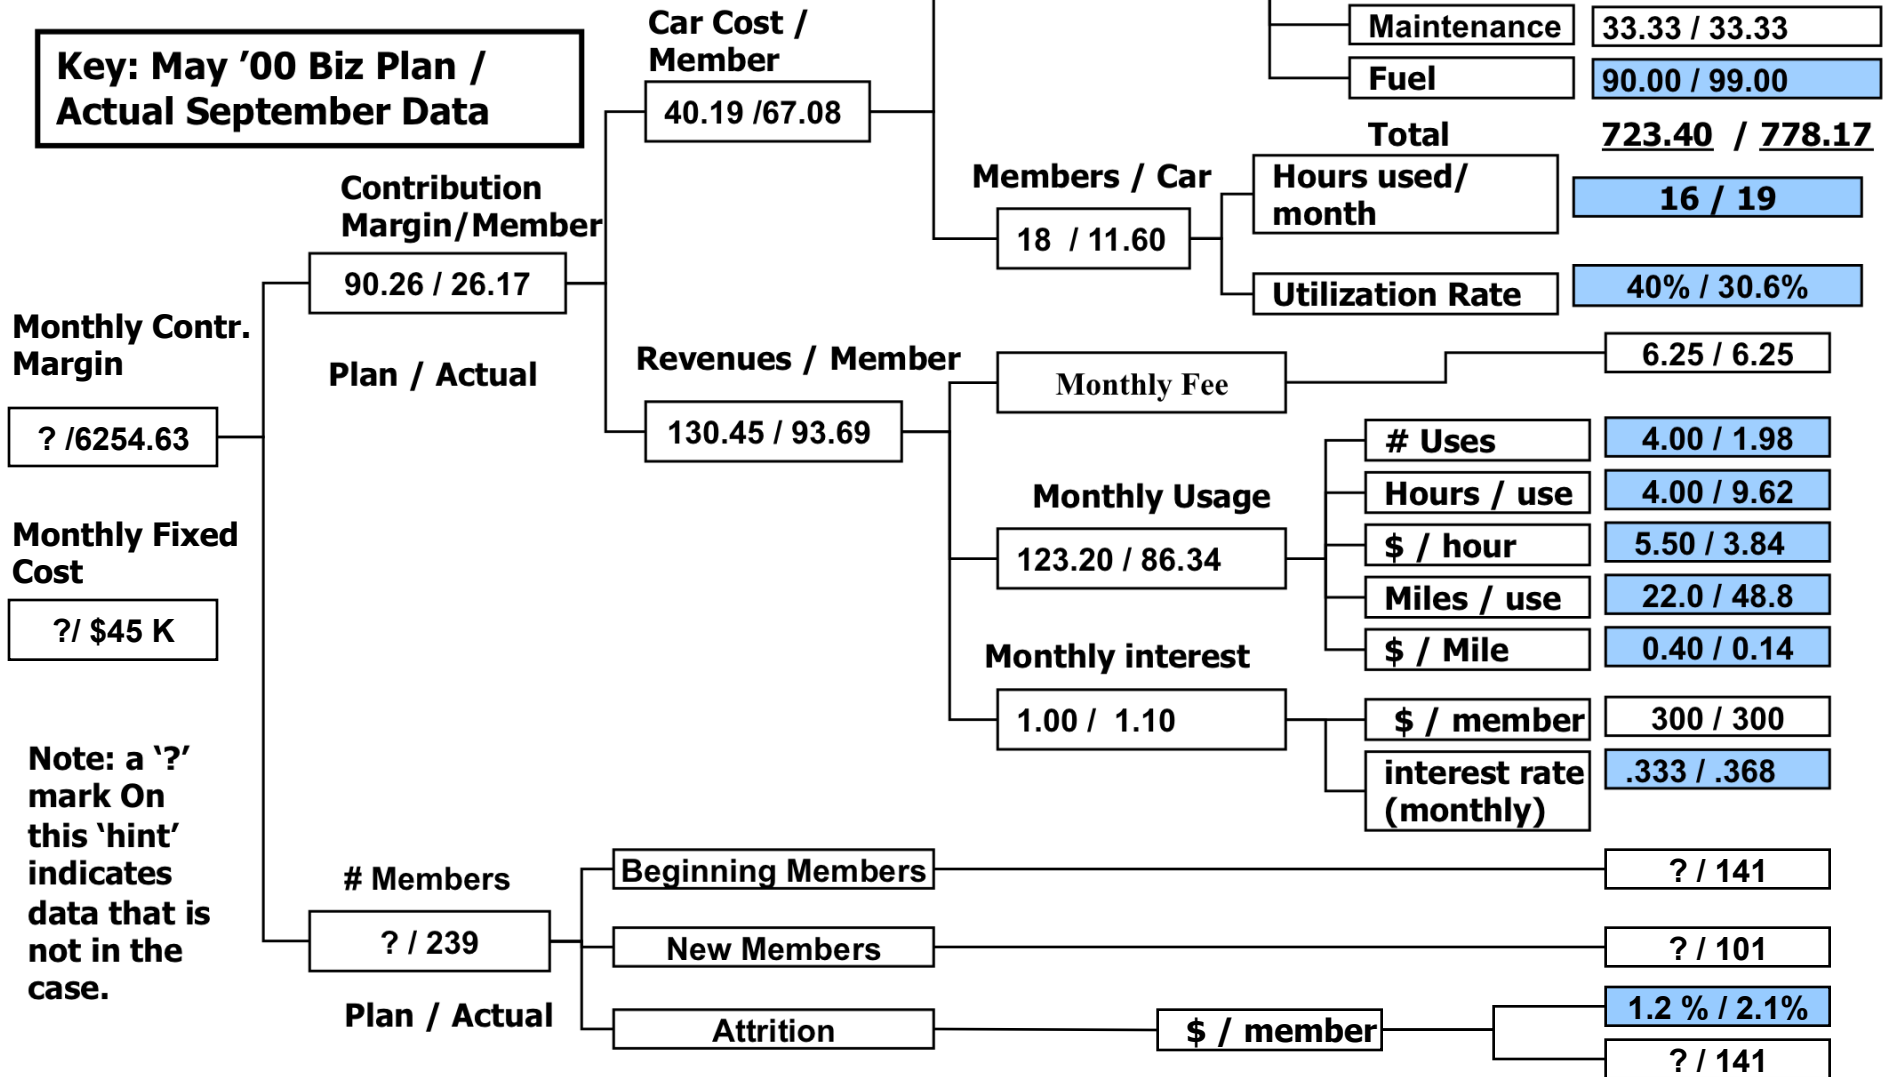 Car Cost /
Member
Key: May ’00 Biz Plan /
Actual September Data
40.19 /67.08
Maintenance
33.33 / 33.33
Fuel
90.00 / 99.00
Total
723.40 / 778.17
Contribution
Margin/Member
90.26 / 26.17
Members / Car
18 / 11.60
Hours used/
month
16 / 19
Utilization Rate
40% / 30.6%
Monthly Contr.
Margin
? /6254.63
Plan / Actual
Revenues / Member
130.45 / 93.69
Monthly Fee
6.25 / 6.25
# Uses
4.00 / 1.98
Monthly Usage
123.20 / 86.34
Hours / use
4.00 / 9.62
$ / hour
5.50 / 3.84
Miles / use
22.0 / 48.8
$ / Mile
0.40 / 0.14
Monthly Fixed
Cost
?/ $45 K
Monthly interest
1.00 / 1.10
$ / member
300 / 300
interest rate
(monthly)
.333 / .368
Note: a ‘?’
mark On
this ‘hint’
indicates
data that is
not in the
case.
# Members
? / 239
Plan / Actual
Beginning Members
? / 141
New Members
? / 101
Attrition
$ / member
1.2 % / 2.1%
? / 141